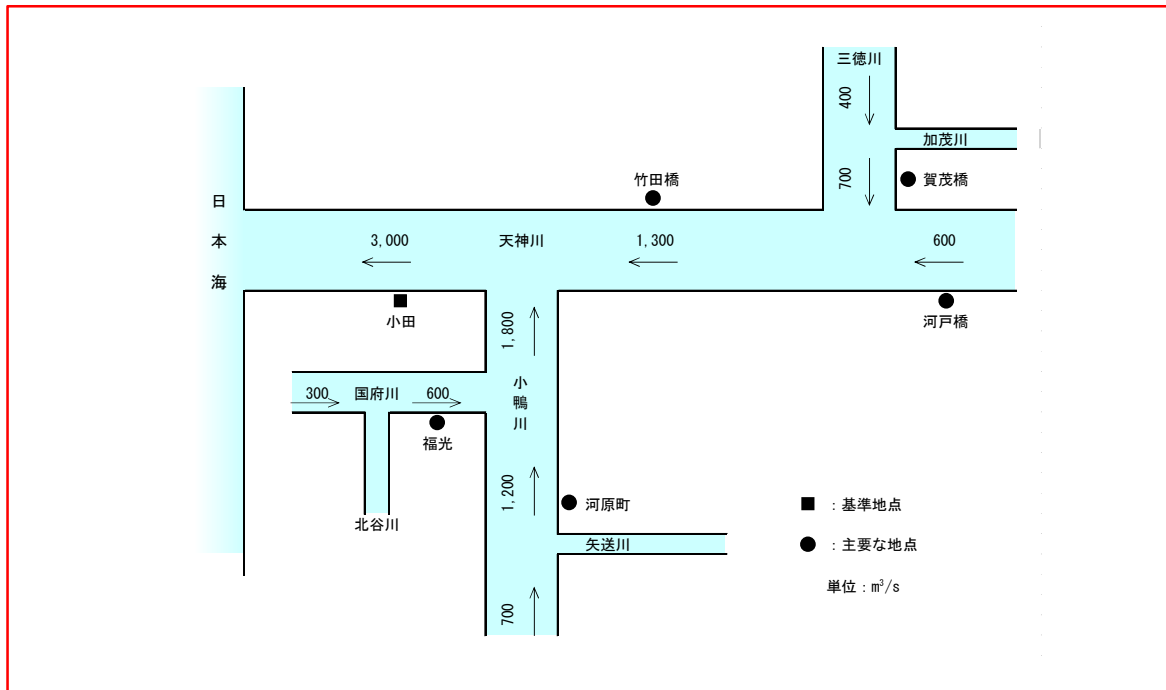 三徳川
400
加茂川
700
賀茂橋
竹田橋
日本海
3,000
天神川
1,300
600
小田
河戸橋
1,800
300
国府川
600
小鴨川
福光
1,200
河原町
北谷川
矢送川
700
■ : 基準地点
● : 主要な地点
単位 : m³/s